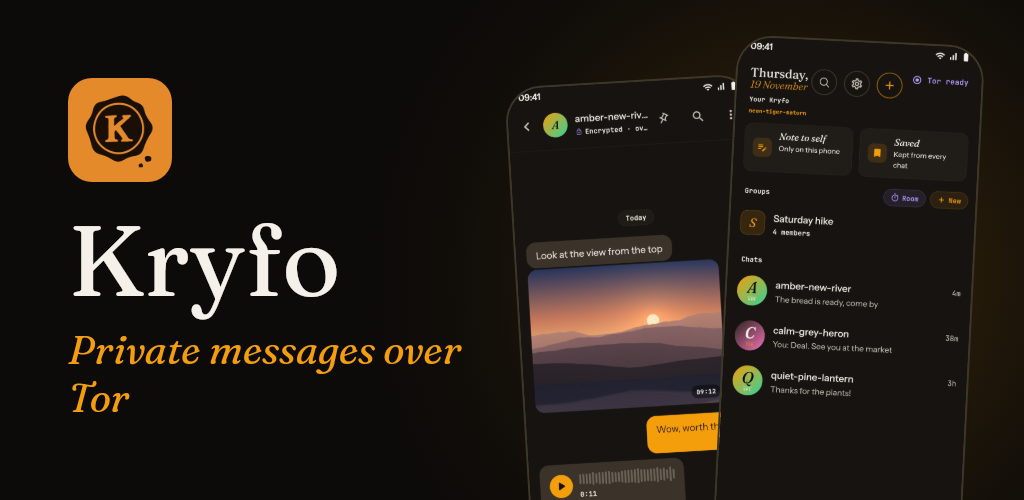 K
Kryfo
Private messages over
Tor
09:41
A
amber-new-riv...
Encrypted · ov...
Today
Look at the view from the top
09:12
Wow, worth th
0:11
09:41
Thursday,
19 November
Tor ready
Your Kryfo
neon-tiger-saturn
Note to self
Only on this phone
Saved
Kept from every
chat
Groups
Room
+ New
S
Saturday hike
4 members
Chats
A
amber-new-river
4m
The bread is ready, come by
C
calm-grey-heron
38m
You: Deal. See you at the market
Q
quiet-pine-lantern
3h
Thanks for the plants!